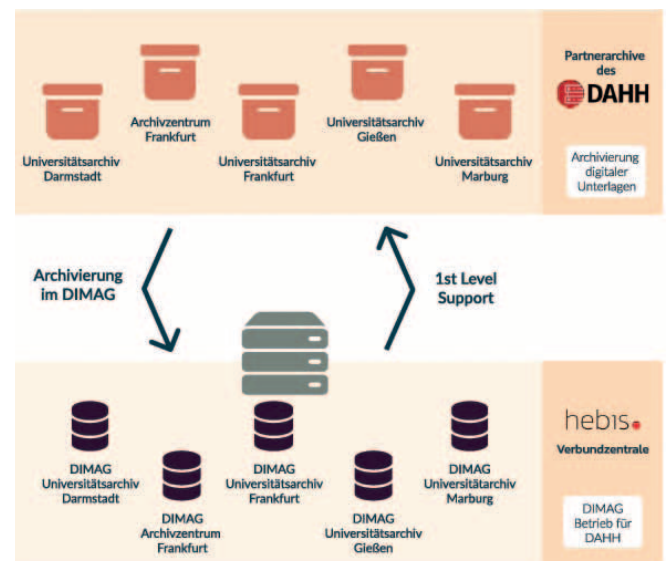 Partnerarchive
des
DAHH
Archivierung
digitaler
Unterlagen
Universitätsarchiv
Darmstadt
Archivzentrum
Frankfurt
Universitätsarchiv
Frankfurt
Universitätsarchiv
Gießen
Universitätsarchiv
Marburg
Archivierung
im DIMAG
1st Level
Support
DIMAG
Universitätsarchiv
Darmstadt
DIMAG
Archivzentrum
Frankfurt
DIMAG
Universitätsarchiv
Frankfurt
DIMAG
Universitätsarchiv
Gießen
DIMAG
Universitätarchiv
Marburg
hebis
Verbundzentrale
DIMAG
Betrieb für
DAHH